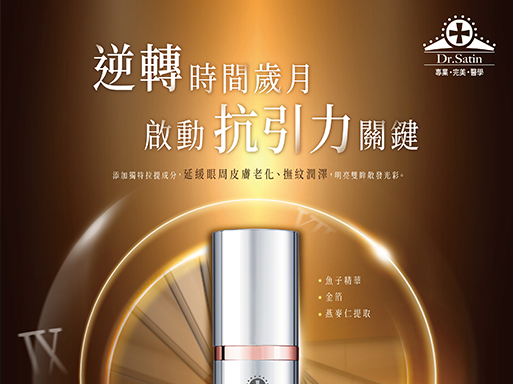 Dr.Satin
專業•完美•醫學
逆轉時間歲月
啟動抗引力關鍵
添加獨特拉提成分，延緩眼周皮膚老化、撫紋潤澤，明亮雙眸散發光彩。
VI
• 魚子精華
• 金箔
• 燕麥仁提取
IX